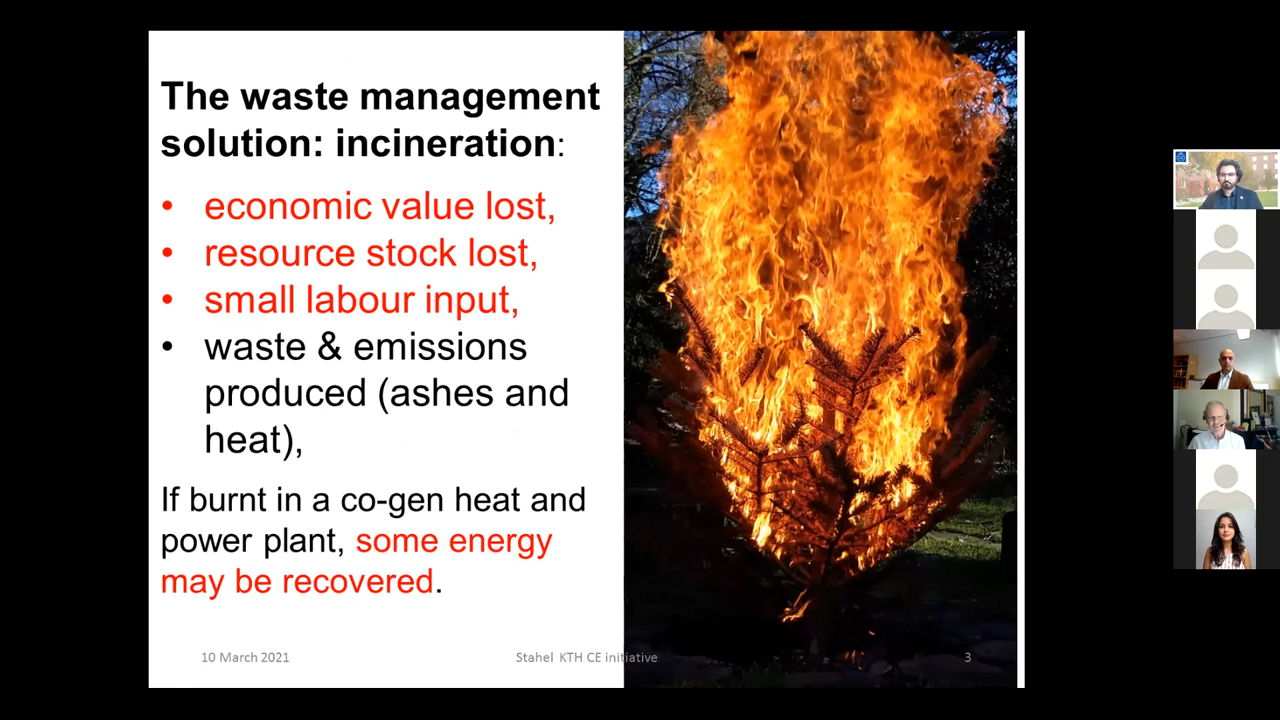 The waste management
solution: incineration:
• economic value lost,
• resource stock lost,
• small labour input,
• waste & emissions
produced (ashes and
heat),
If burnt in a co-gen heat and
power plant, some energy
may be recovered.
10 March 2021
Stahel KTH CE initiative
3